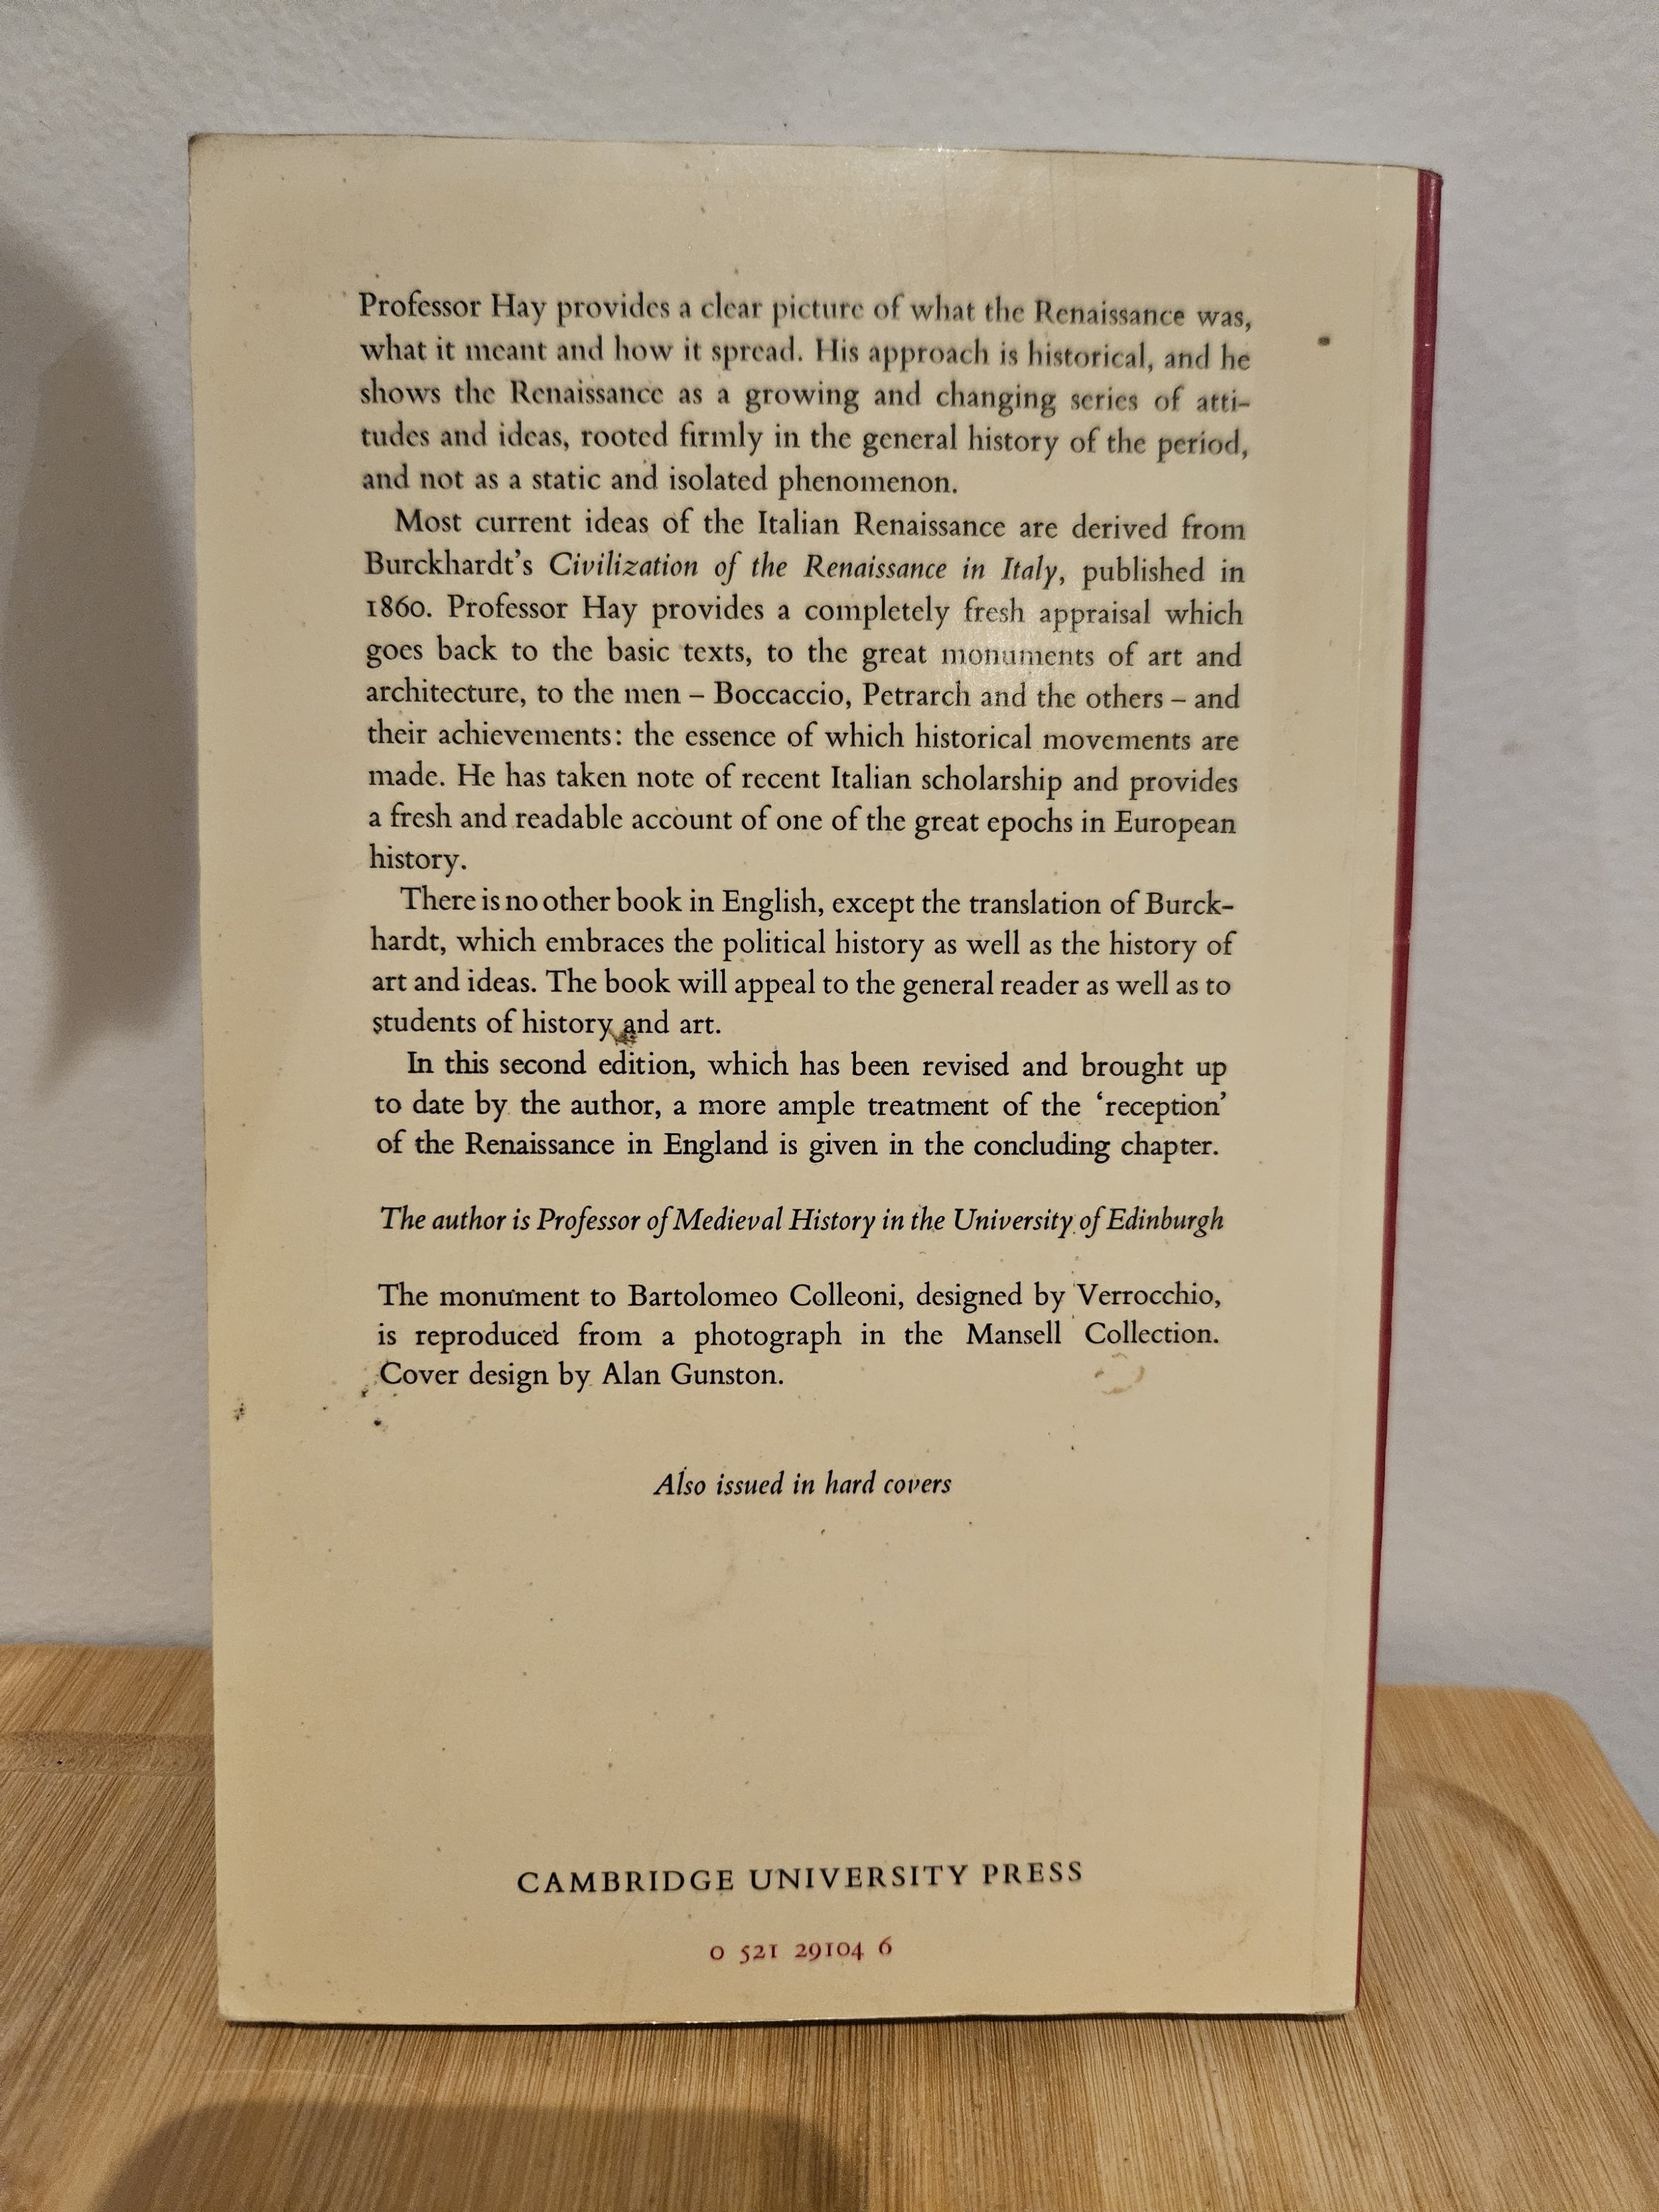 Professor Hay provides a clear picture of what the Renaissance was,
what it meant and how it spread. His approach is historical, and he
shows the Renaissance as a growing and changing series of atti-
tudes and ideas, rooted firmly in the general history of the period,
and not as a static and isolated phenomenon.
Most current ideas of the Italian Renaissance are derived from
Burckhardt's Civilization of the Renaissance in Italy, published in
1860. Professor Hay provides a completely fresh appraisal which
goes back to the basic texts, to the great monuments of art and
architecture, to the men – Boccaccio, Petrarch and the others – and
their achievements: the essence of which historical movements are
made. He has taken note of recent Italian scholarship and provides
a fresh and readable account of one of the great epochs in European
history.
There is no other book in English, except the translation of Burck-
hardt, which embraces the political history as well as the history of
art and ideas. The book will appeal to the general reader as well as to
students of history and art.
In this second edition, which has been revised and brought up
to date by the author, a more ample treatment of the ‘reception’
of the Renaissance in England is given in the concluding chapter.
The author is Professor of Medieval History in the University of Edinburgh
The monument to Bartolomeo Colleoni, designed by Verrocchio,
is reproduced from a photograph in the Mansell Collection.
Cover design by Alan Gunston.
Also issued in hard covers
CAMBRIDGE UNIVERSITY PRESS
0 521 29104 6